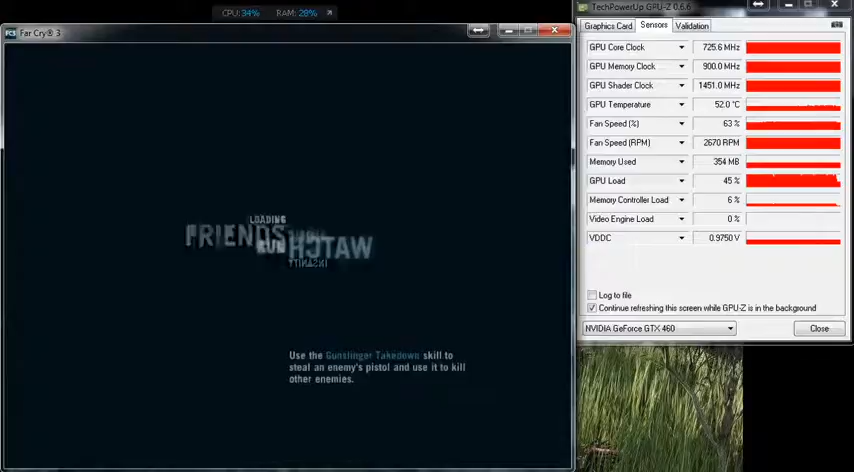 CPU: 34% RAM: 28%
Far Cry® 3
LOADING
FRIENDS
RUN
WATCH
INSANITY
Use the Gunslinger Takedown skill to
steal an enemy's pistol and use it to kill
other enemies.
TechPowerUp GPU-Z 0.6.6
Graphics Card Sensors Validation
GPU Core Clock 725.6 MHz
GPU Memory Clock 900.0 MHz
GPU Shader Clock 1451.0 MHz
GPU Temperature 52.0 °C
Fan Speed (%) 63 %
Fan Speed (RPM) 2670 RPM
Memory Used 354 MB
GPU Load 45 %
Memory Controller Load 6 %
Video Engine Load 0 %
VDDC 0.9750 V
Log to file
Continue refreshing this screen while GPU-Z is in the background
NVIDIA GeForce GTX 460 Close